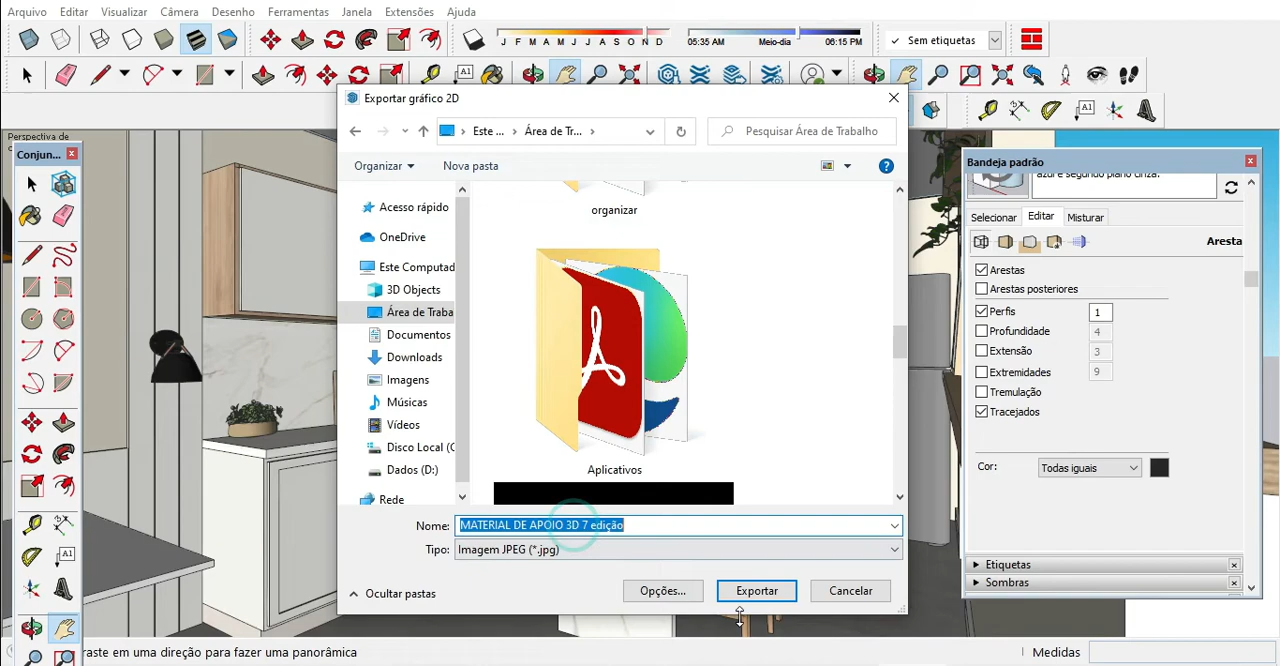 Arquivo Editar Visualizar Câmera Desenho Ferramentas Janela Extensões Ajuda
J F M A M J J A S O N D 05:35 AM Meio-dia 06:15 PM Sem etiquetas
A1
A1
Perspectiva de
Conjun...
A1
Exportar gráfico 2D
Este ... Área de Tr... Pesquisar Área de Trabalho
Organizar Nova pasta
Acesso rápido
OneDrive
Este Computad
3D Objects
Área de Traba
Documentos
Downloads
Imagens
Músicas
Vídeos
Disco Local (C
Dados (D:)
Rede
organizar
Aplicativos
Nome: MATERIAL DE APOIO 3D 7 edição
Tipo: Imagem JPEG (*.jpg)
Ocultar pastas Opções... Exportar Cancelar
Bandeja padrão
azul e segundo plano cinza.
Selecionar Editar Misturar
Aresta
Arestas
Arestas posteriores
Perfis 1
Profundidade 4
Extensão 3
Extremidades 9
Tremulação
Tracejados
Cor: Todas iguais
Etiquetas
Sombras
raste em uma direção para fazer uma panorâmica Medidas